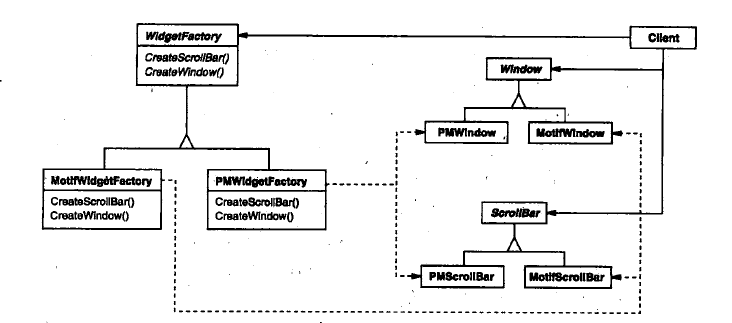 WidgetFactory
CreateScrollBar()
CreateWindow()
Client
Window
PMWindow
MotifWindow
MotifWidgetFactory
CreateScrollBar()
CreateWindow()
PMWidgetFactory
CreateScrollBar()
CreateWindow()
ScrollBar
PMScrollBar
MotifScrollBar